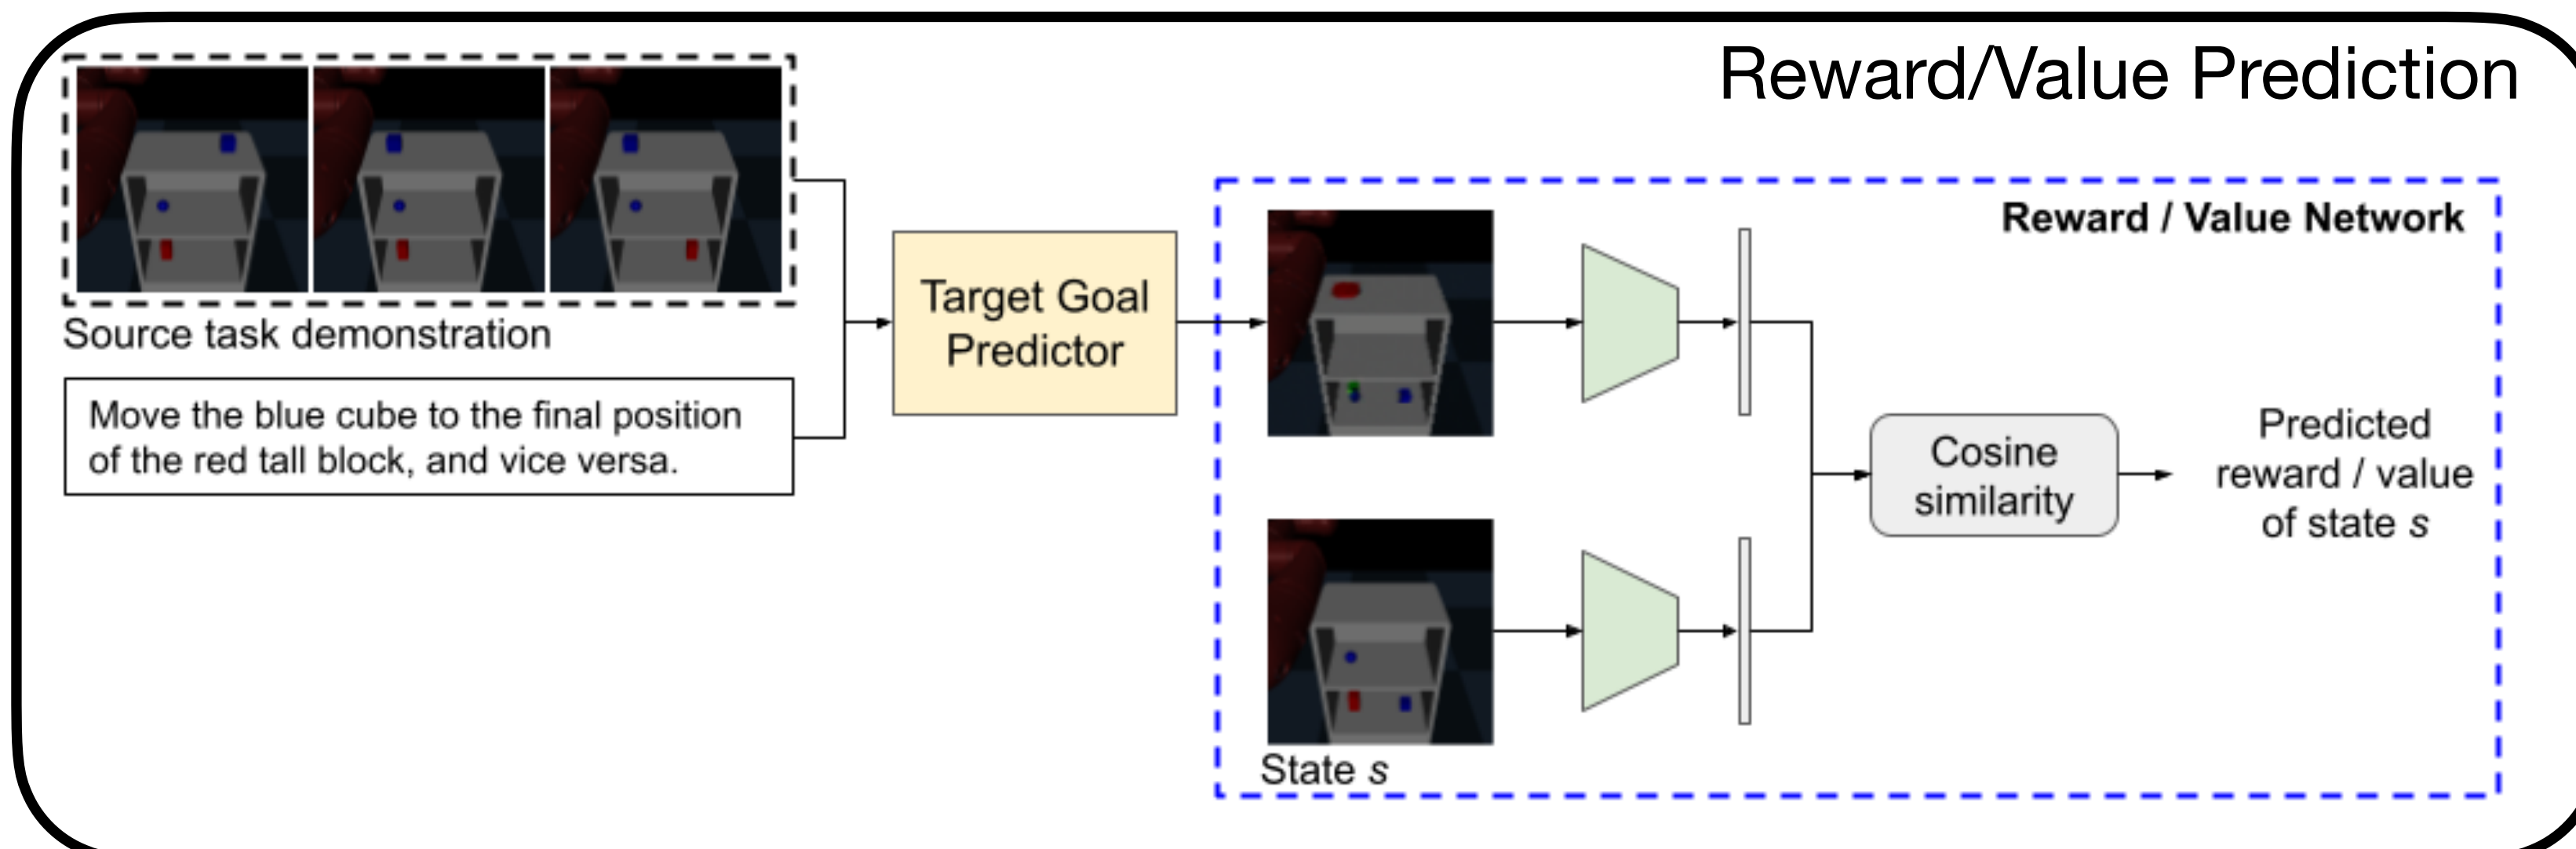 Reward/Value Prediction
Source task demonstration
Move the blue cube to the final position
of the red tall block, and vice versa.
Target Goal
Predictor
Reward / Value Network
State s
Cosine
similarity
Predicted
reward / value
of state s